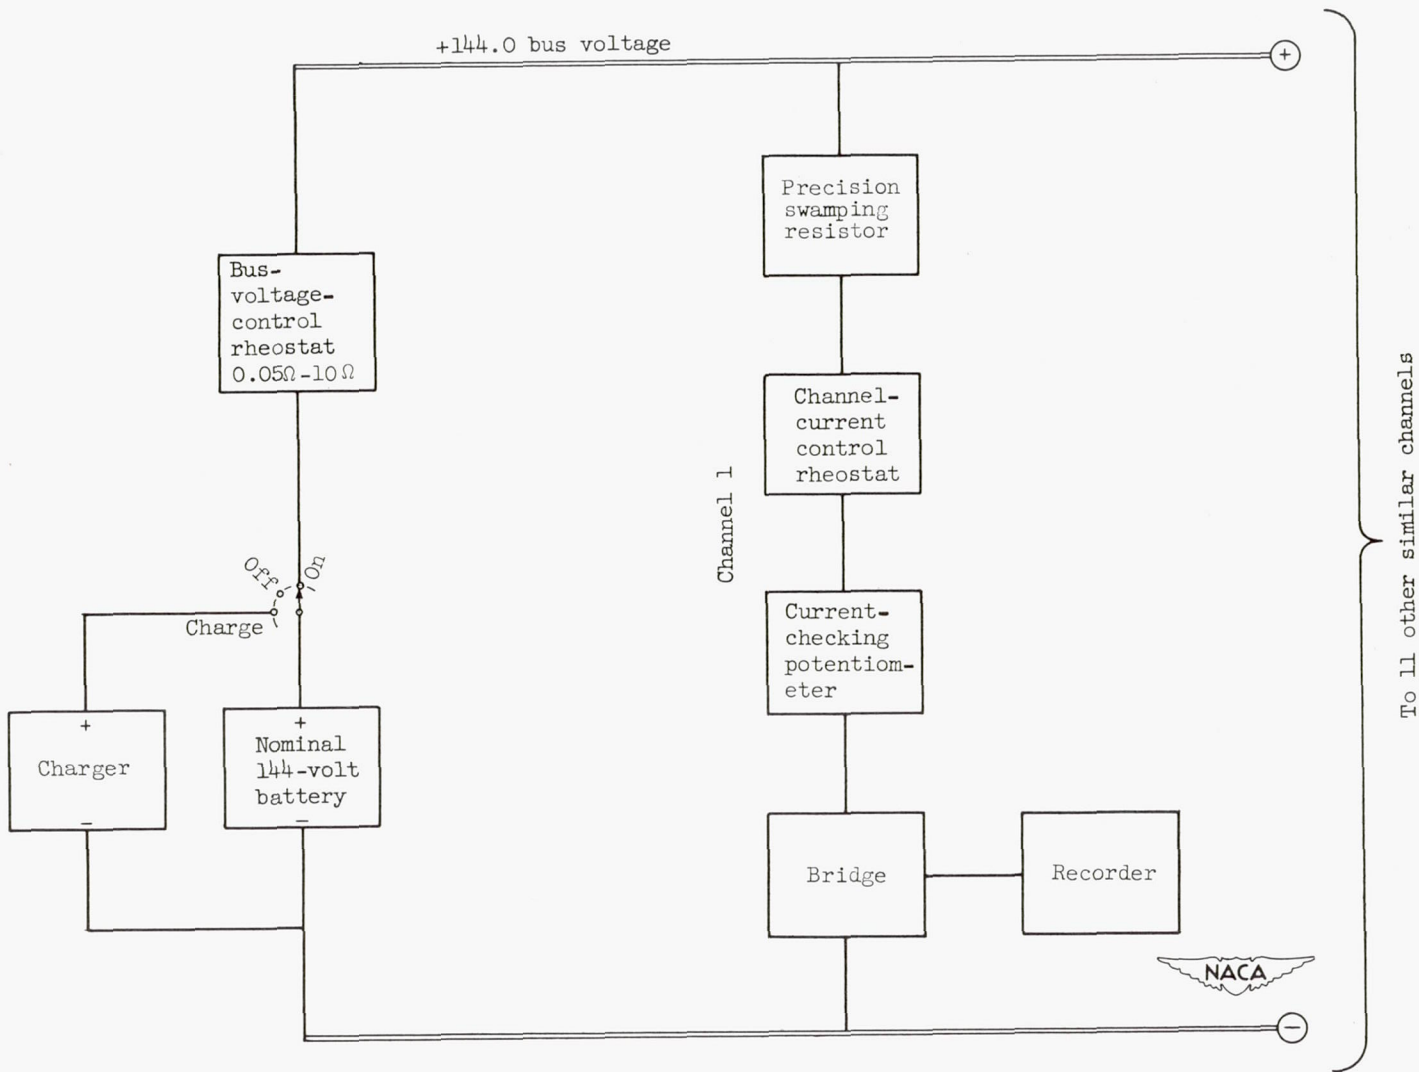 +144.0 bus voltage
+
Precision
swamping
resistor
Bus-
voltage-
control
rheostat
0.05Ω-10Ω
Channel-
current
control
rheostat
Channel 1
Off
On
Charge
Current-
checking
potentiom-
eter
+
Charger
−
+
Nominal
144-volt
battery
−
Bridge
Recorder
NACA
−
To 11 other similar channels